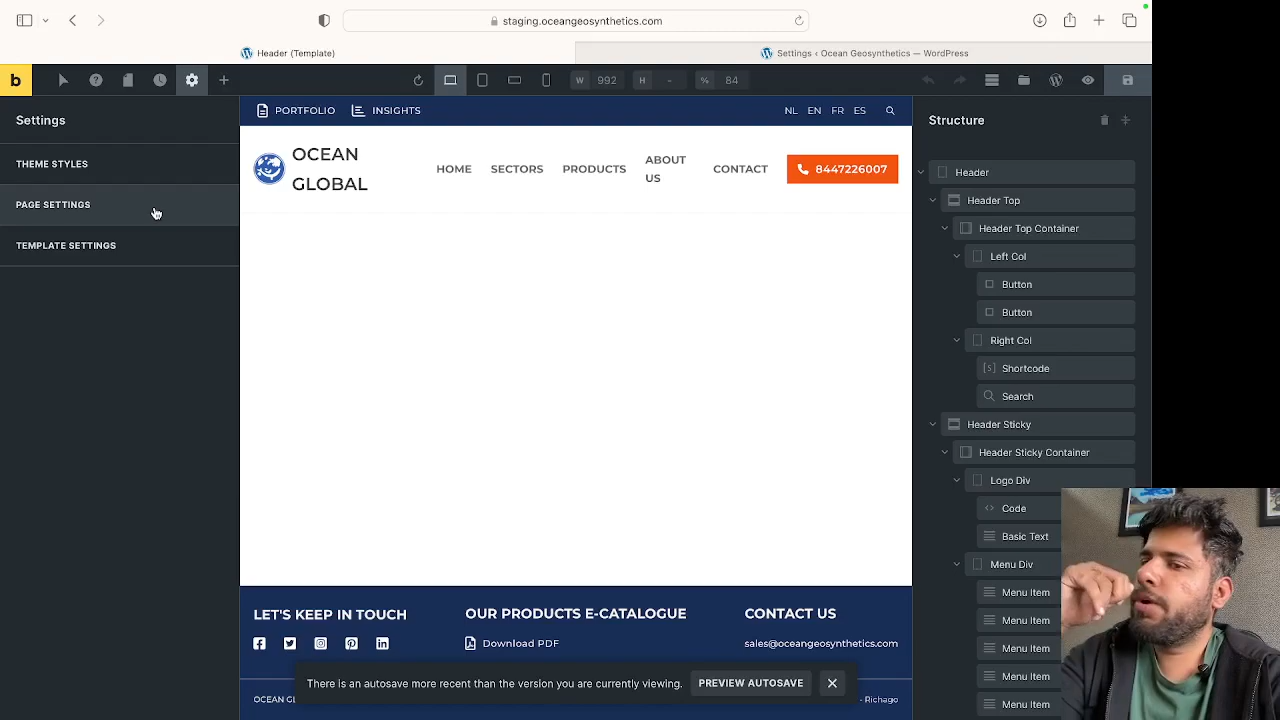 staging.oceangeosynthetics.com
Header (Template)
Settings ‹ Ocean Geosynthetics — WordPress
b
W 992 H - % 84
Settings
THEME STYLES
PAGE SETTINGS
TEMPLATE SETTINGS
PORTFOLIO INSIGHTS NL EN FR ES
OCEAN
GLOBAL
HOME SECTORS PRODUCTS ABOUT US CONTACT 8447226007
LET'S KEEP IN TOUCH
OUR PRODUCTS E-CATALOGUE
Download PDF
CONTACT US
sales@oceangeosynthetics.com
There is an autosave more recent than the version you are currently viewing. PREVIEW AUTOSAVE
OCEAN GL
- Richago
Structure
Header
Header Top
Header Top Container
Left Col
Button
Button
Right Col
[s] Shortcode
Search
Header Sticky
Header Sticky Container
Logo Div
Code
Basic Text
Menu Div
Menu Item
Menu Item
Menu Item
Menu Item
Menu Item